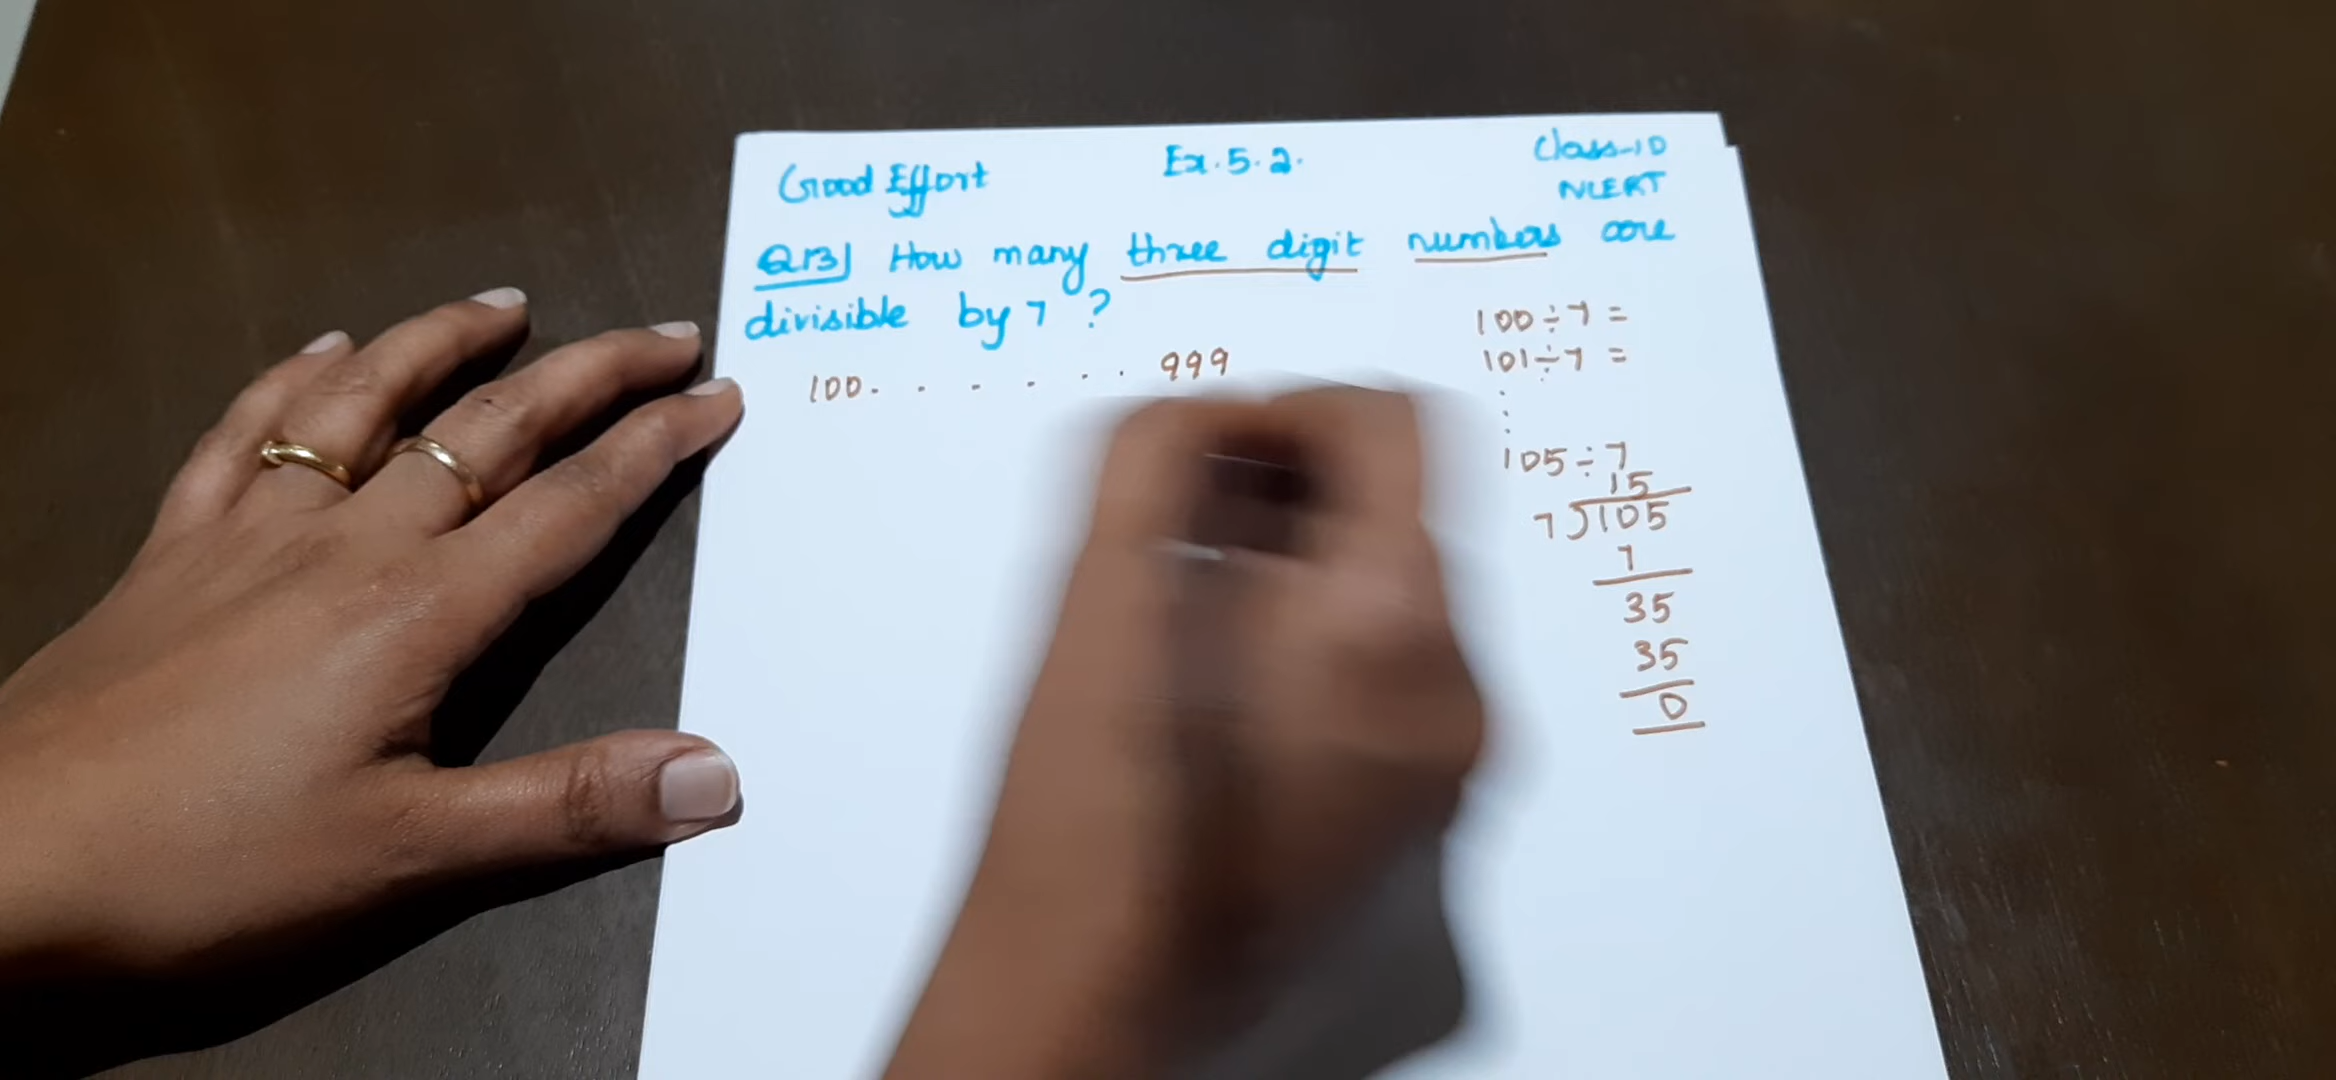 Good Effort
Ex. 5.2.
Class-10
NCERT
Q13] How many three digit numbers are
divisible by 7 ?
100 . . . . . . 999
100 ÷ 7 =
101 ÷ 7 =
⋮
105 ÷ 7
15
7)105
7
35
35
0